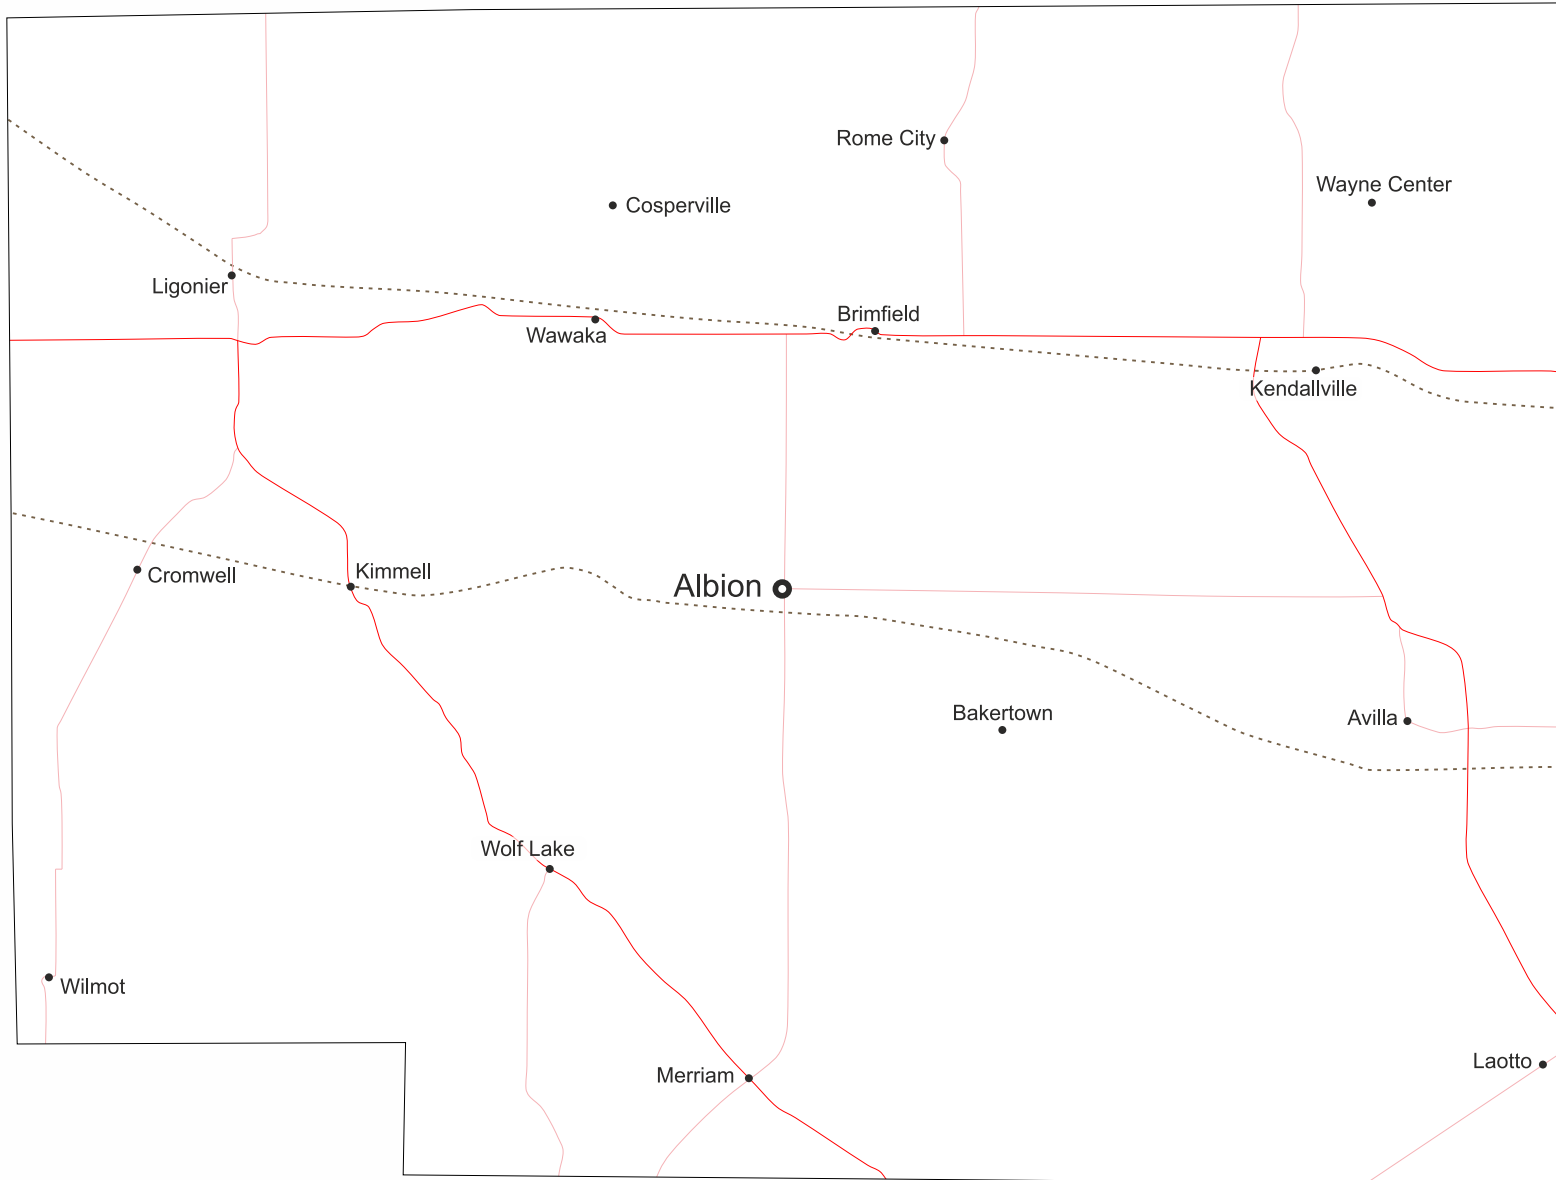 Rome City
Wayne Center
Cosperville
Ligonier
Brimfield
Wawaka
Kendallville
Kimmell
Cromwell
Albion
Bakertown
Avilla
Wolf Lake
Wilmot
Laotto
Merriam